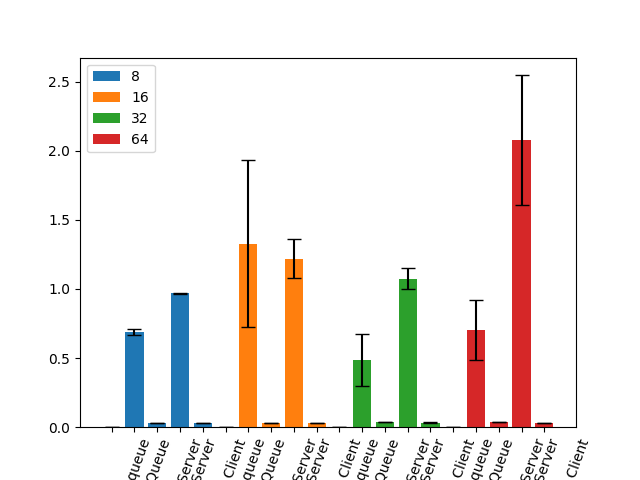 8
16
32
64
2.5
2.0
1.5
1.0
0.5
0.0
queue
Queue
Server
Server
Client
queue
Queue
Server
Server
Client
queue
Queue
Server
Server
Client
queue
Queue
Server
Server
Client